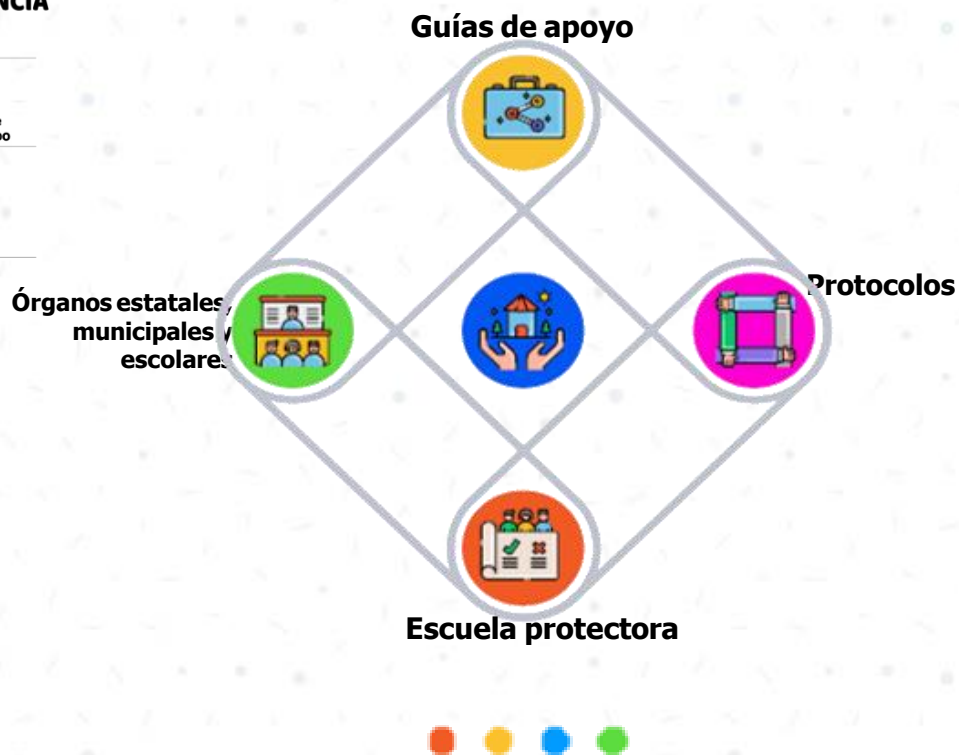 Guías de apoyo
Órganos estatales,
municipales y
escolares
Protocolos
Escuela protectora